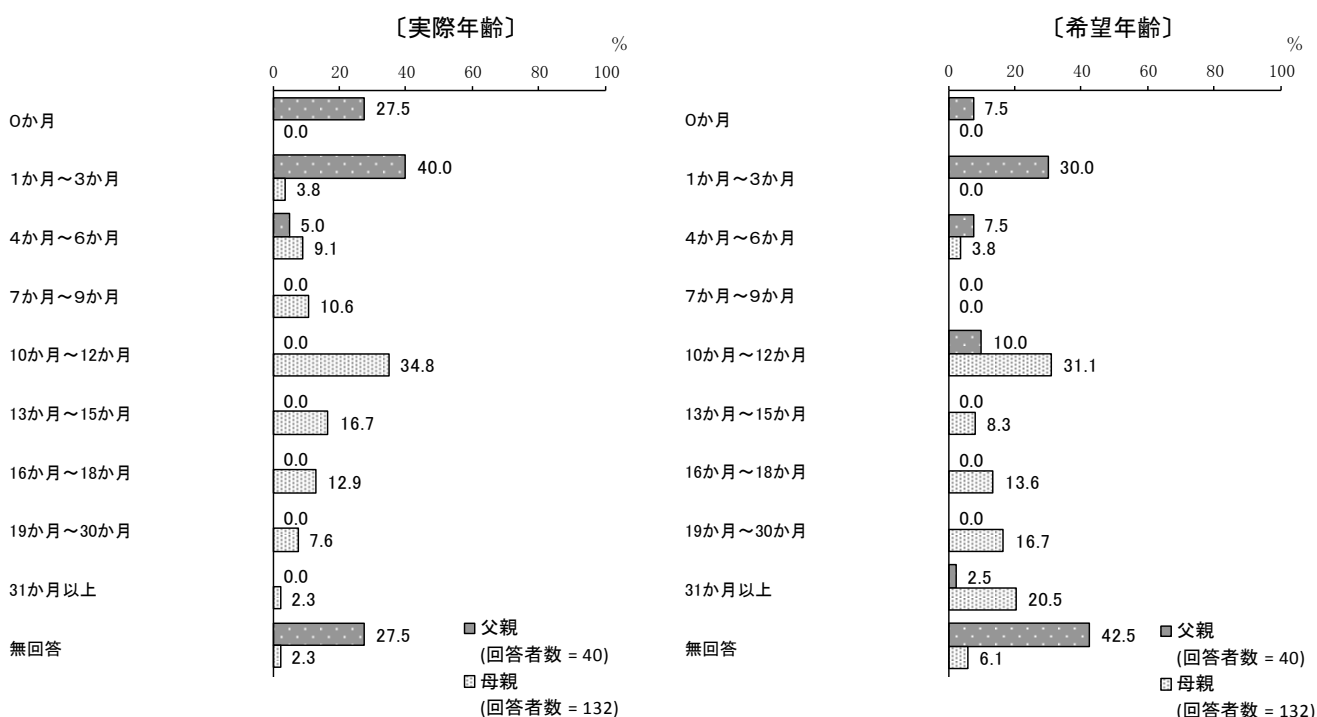 〔実際年齢〕
%
0 20 40 60 80 100
0か月
27.5
0.0
1か月～3か月
40.0
3.8
4か月～6か月
5.0
9.1
7か月～9か月
0.0
10.6
10か月～12か月
0.0
34.8
13か月～15か月
0.0
16.7
16か月～18か月
0.0
12.9
19か月～30か月
0.0
7.6
31か月以上
0.0
2.3
無回答
27.5
2.3
父親
(回答者数 = 40)
母親
(回答者数 = 132)
〔希望年齢〕
%
0 20 40 60 80 100
0か月
7.5
0.0
1か月～3か月
30.0
0.0
4か月～6か月
7.5
3.8
7か月～9か月
0.0
0.0
10か月～12か月
10.0
31.1
13か月～15か月
0.0
8.3
16か月～18か月
0.0
13.6
19か月～30か月
0.0
16.7
31か月以上
2.5
20.5
無回答
42.5
6.1
父親
(回答者数 = 40)
母親
(回答者数 = 132)